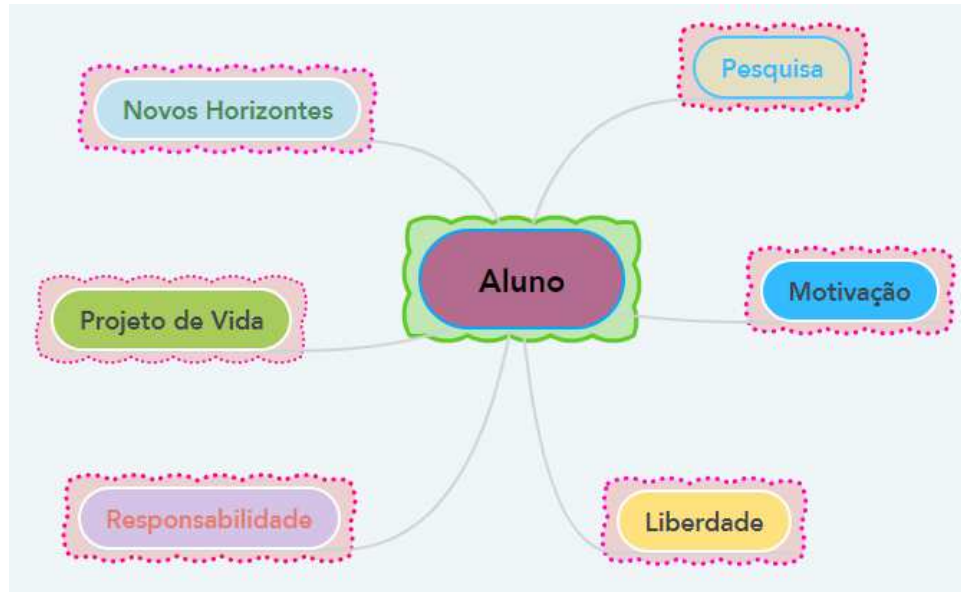 Pesquisa
Novos Horizontes
Aluno
Motivação
Projeto de Vida
Responsabilidade
Liberdade